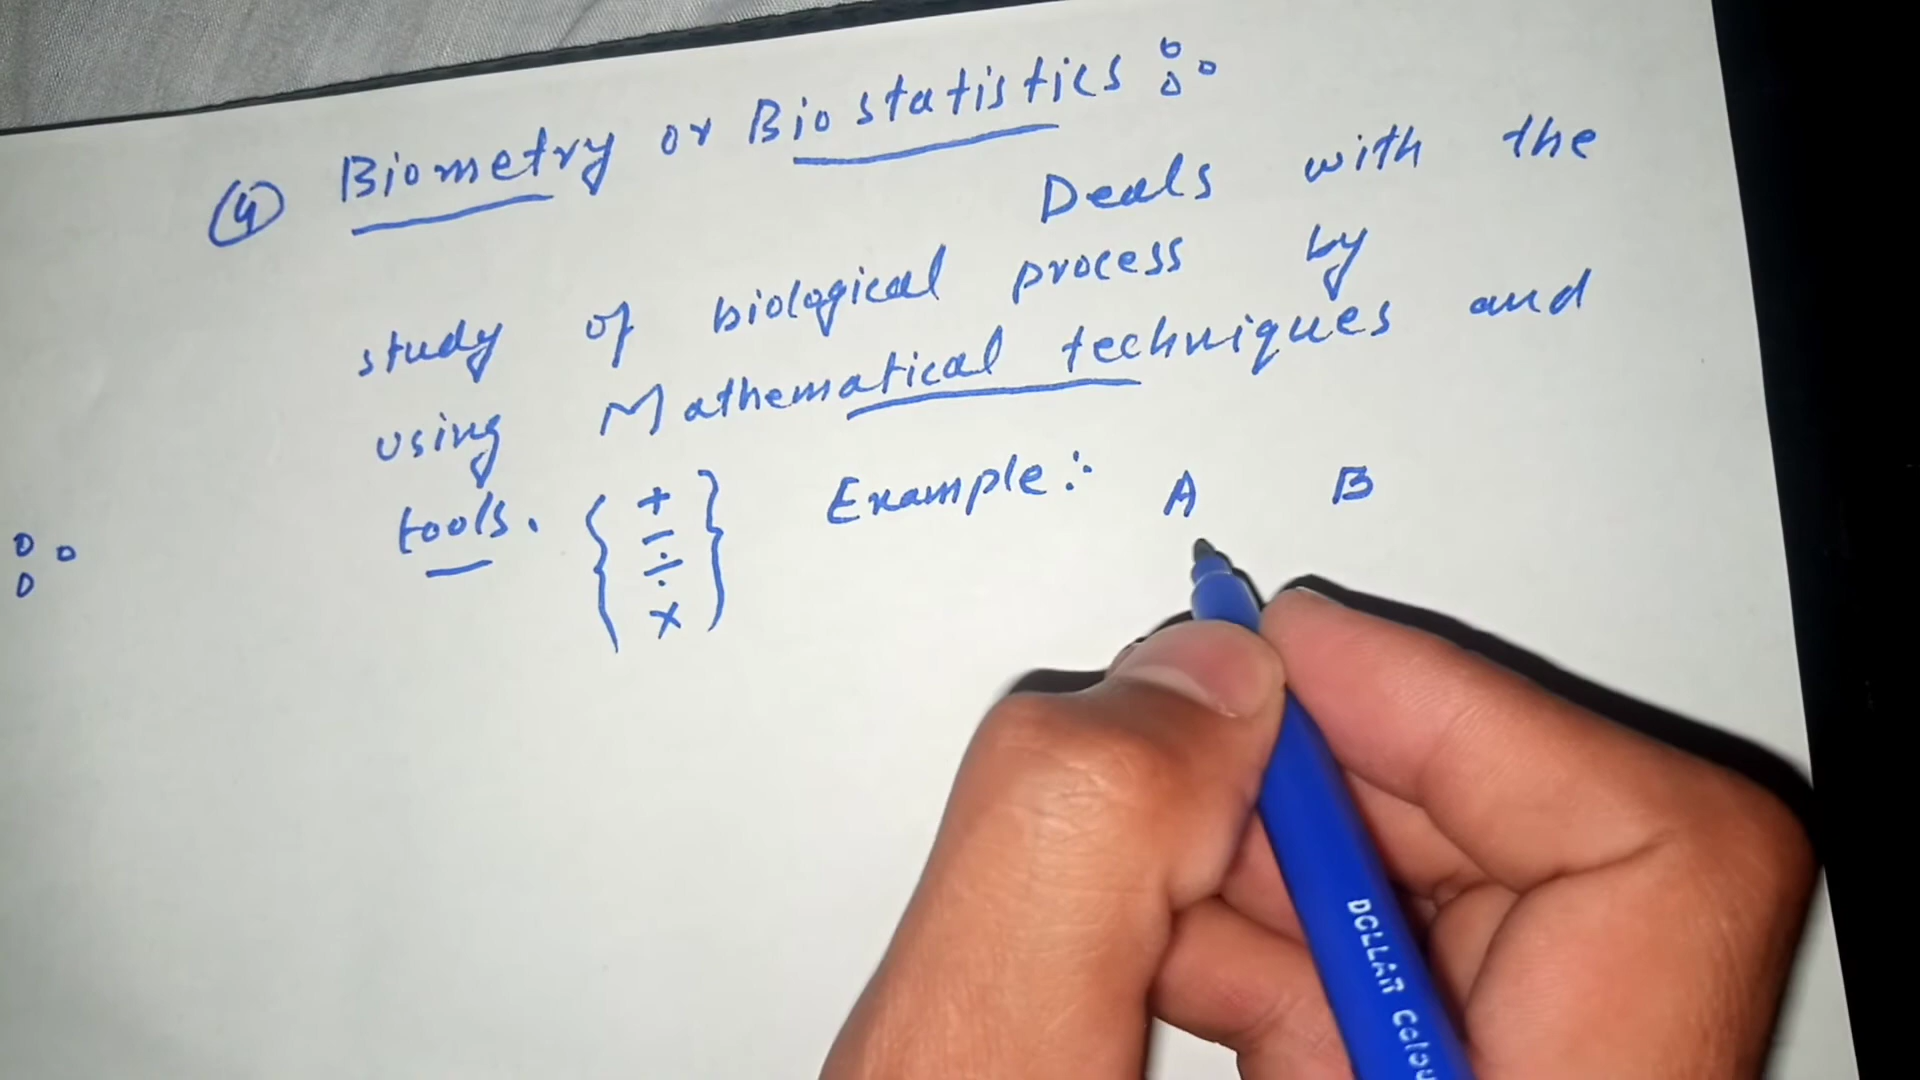 ④ Biometry or Biostatistics :
Deals with the
study of biological process by
using Mathematical techniques and
tools. { + - ÷ × } Example :- A B
DOLLAR Colou